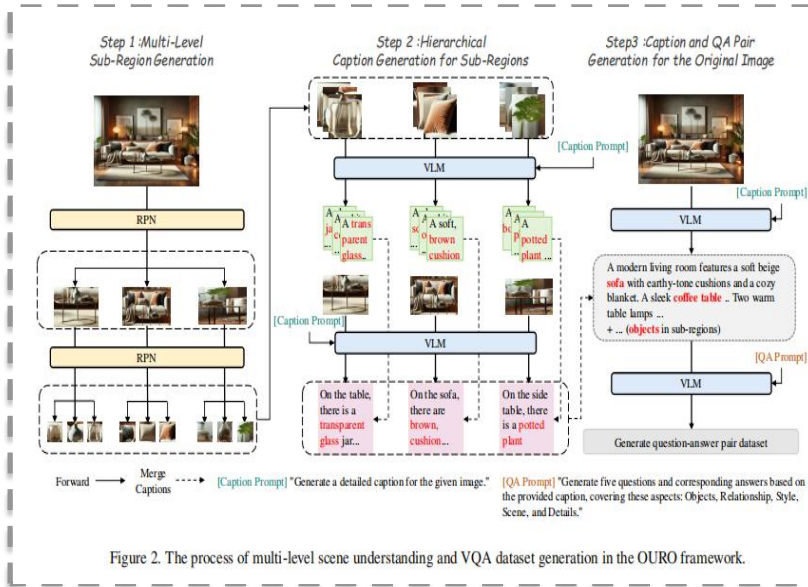 Step 1 :Multi-Level
Sub-Region Generation
Step 2 :Hierarchical
Caption Generation for Sub-Regions
Step3 :Caption and QA Pair
Generation for the Original Image
[Caption Prompt]
VLM
[Caption Prompt]
RPN
VLM
A
ja
...
A
c
A trans
parent
glass..
A
so
A
o
A soft,
brown
cushion
A
bo
A
p
A
potted
plant ...
A modern living room features a soft beige
sofa with earthy-tone cushions and a cozy
blanket. A sleek coffee table .. Two warm
table lamps ...
+ ... (objects in sub-regions)
[Caption Prompt]
RPN
VLM
[QA Prompt]
VLM
On the table,
there is a
transparent
glass jar...
On the sofa,
there are
brown,
cushion...
On the side
table, there
is a potted
plant
Generate question-answer pair dataset
Forward
Merge
Captions
[Caption Prompt] "Generate a detailed caption for the given image."
[QA Prompt] "Generate five questions and corresponding answers based on
the provided caption, covering these aspects: Objects, Relationship, Style,
Scene, and Details."
Figure 2. The process of multi-level scene understanding and VQA dataset generation in the OURO framework.